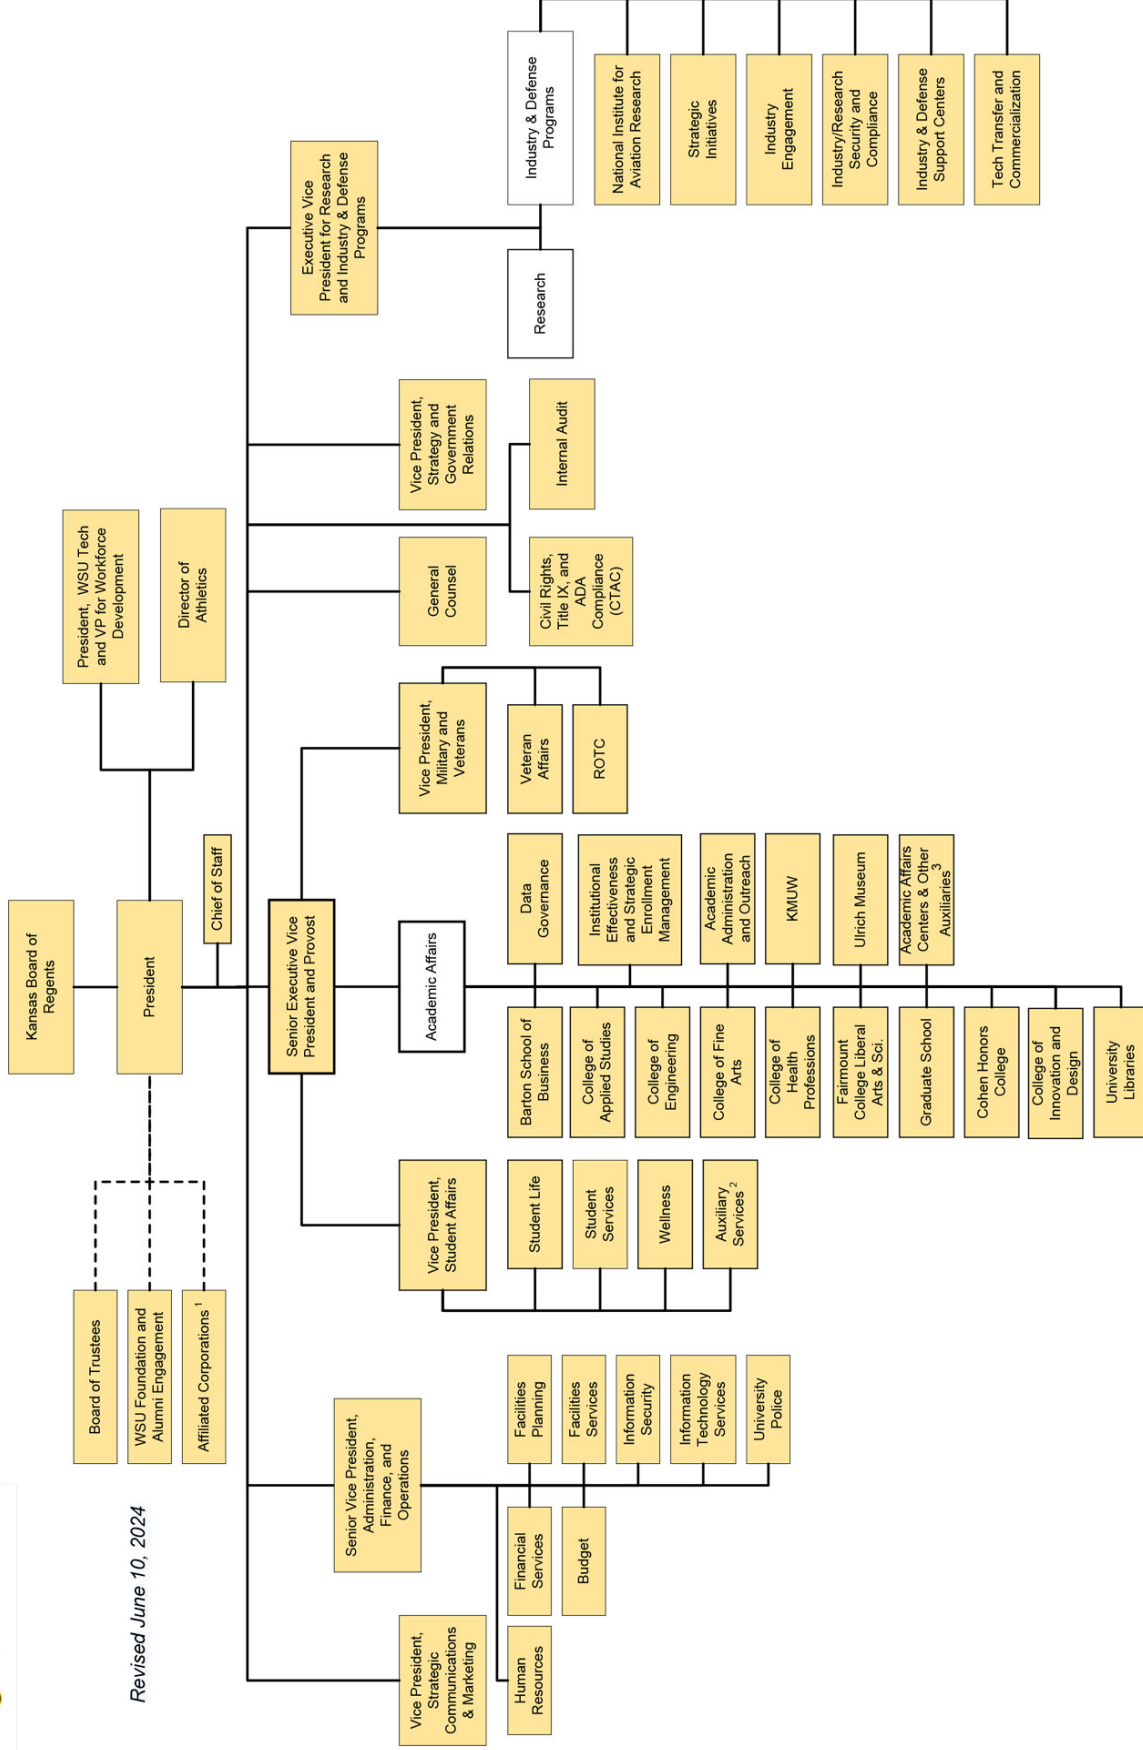 Revised June 10, 2024
Kansas Board of
Regents
President
Board of Trustees
WSU Foundation and
Alumni Engagement
Affiliated Corporations 1
President, WSU Tech
and VP for Workforce
Development
Director of
Athletics
Chief of Staff
Vice President,
Strategic
Communications
& Marketing
Senior Vice President,
Administration,
Finance, and
Operations
Human
Resources
Financial
Services
Budget
Facilities
Planning
Facilities
Services
Information
Security
Information
Technology
Services
University
Police
Senior Executive Vice
President and Provost
Vice President,
Student Affairs
Student Life
Student
Services
Wellness
Auxiliary
Services 2
Academic Affairs
Barton School of
Business
College of
Applied Studies
College of
Engineering
College of Fine
Arts
College of
Health
Professions
Fairmount
College Liberal
Arts & Sci.
Graduate School
Cohen Honors
College
College of
Innovation and
Design
University
Libraries
Data
Governance
Institutional
Effectiveness
and Strategic
Enrollment
Management
Academic
Administration
and Outreach
KMUW
Ulrich Museum
Academic Affairs
Centers & Other
Auxiliaries 3
Vice President,
Military and
Veterans
Veteran
Affairs
ROTC
General
Counsel
Civil Rights,
Title IX, and
ADA
Compliance
(CTAC)
Internal Audit
Vice President,
Strategy and
Government
Relations
Executive Vice
President for Research
and Industry & Defense
Programs
Research
Industry & Defense
Programs
National Institute for
Aviation Research
Strategic
Initiatives
Industry
Engagement
Industry/Research
Security and
Compliance
Industry & Defense
Support Centers
Tech Transfer and
Commercialization